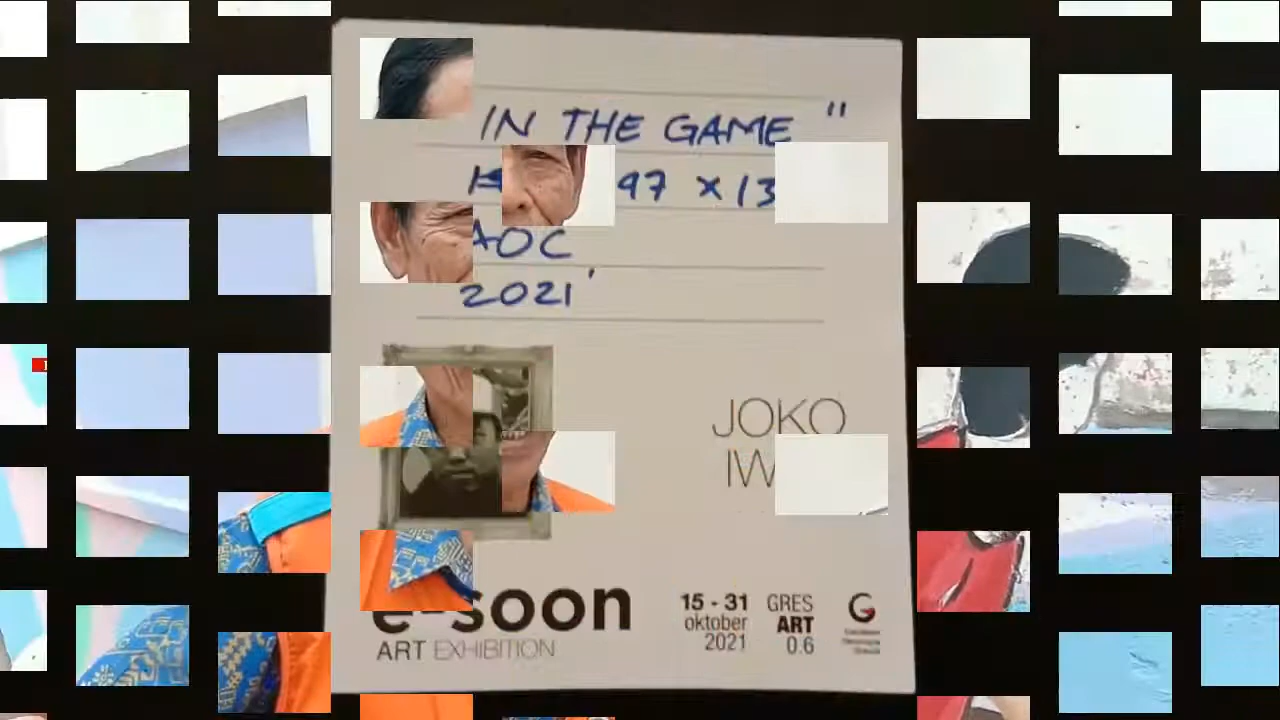 IN THE GAME "
97 x 13
AOC
2021
JOKO
IW
e-soon
ART EXHIBITION
15 - 31
oktober
2021
GRES
ART
0.6
G